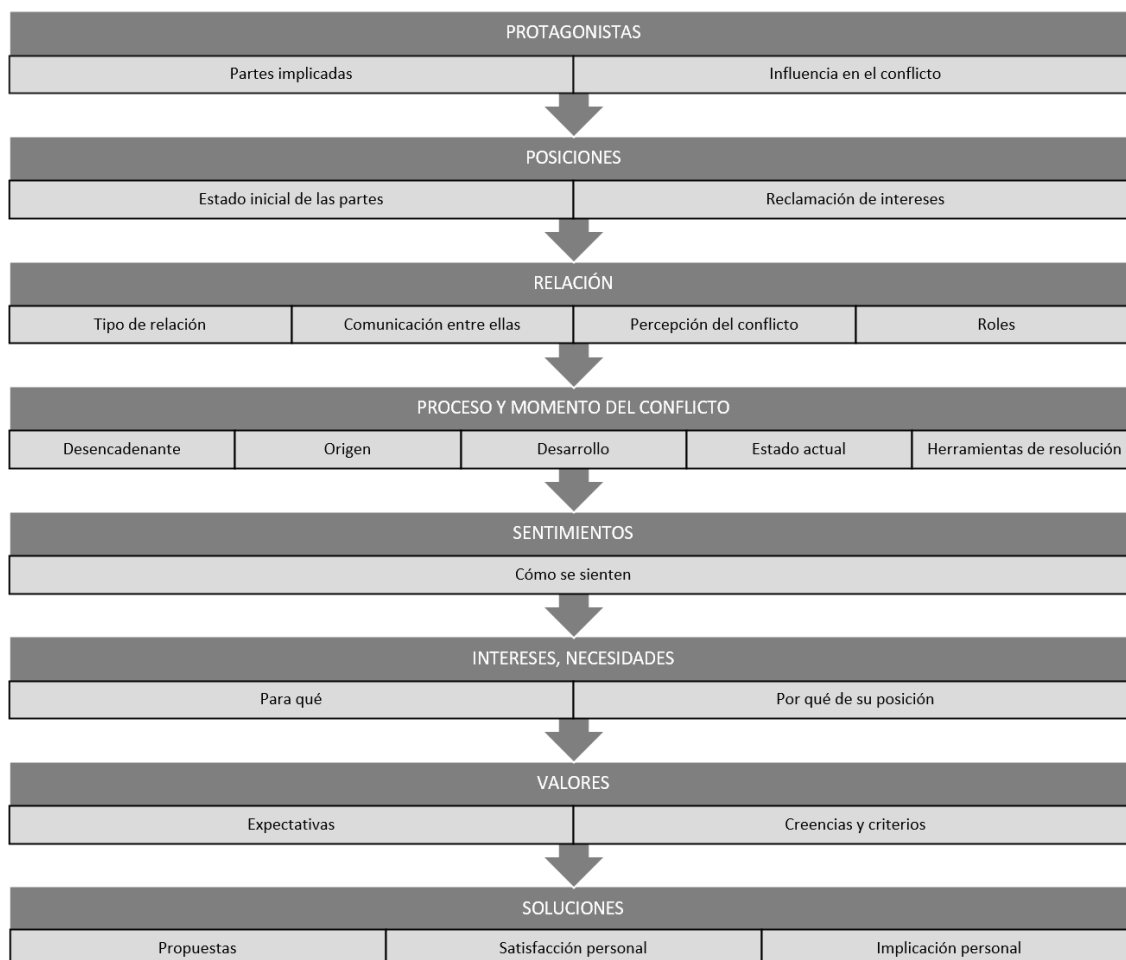 PROTAGONISTAS
Partes implicadas
Influencia en el conflicto
POSICIONES
Estado inicial de las partes
Reclamación de intereses
RELACIÓN
Tipo de relación
Comunicación entre ellas
Percepción del conflicto
Roles
PROCESO Y MOMENTO DEL CONFLICTO
Desencadenante
Origen
Desarrollo
Estado actual
Herramientas de resolución
SENTIMIENTOS
Cómo se sienten
INTERESES, NECESIDADES
Para qué
Por qué de su posición
VALORES
Expectativas
Creencias y criterios
SOLUCIONES
Propuestas
Satisfacción personal
Implicación personal